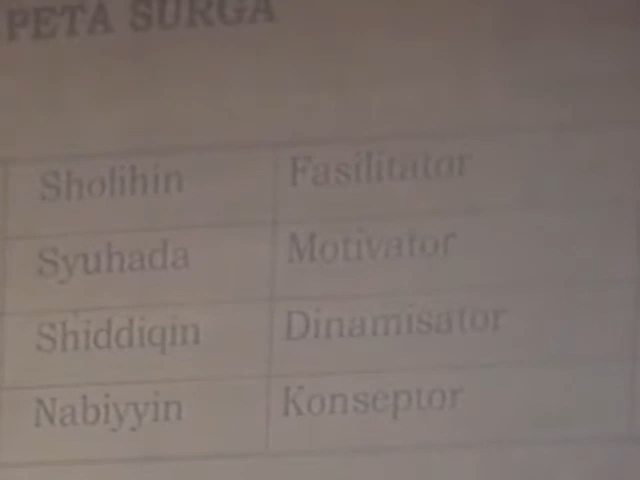 PETA SURGA
Sholihin Fasilitator
Syuhada Motivator
Shiddiqin Dinamisator
Nabiyyin Konseptor